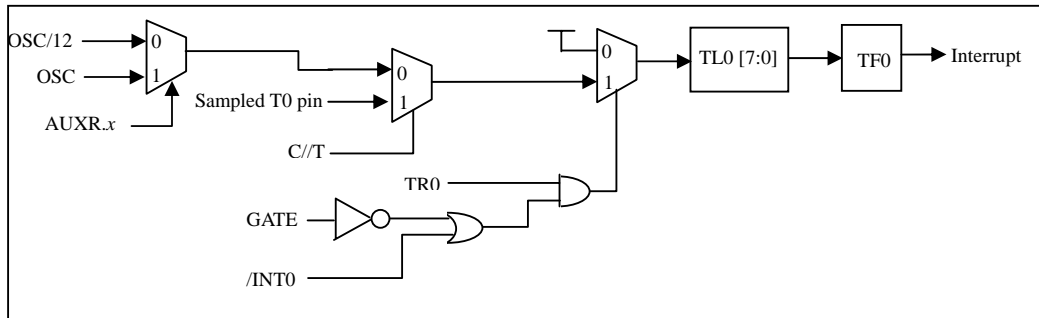 OSC/12
0
OSC
1
AUXR.x
0
Sampled T0 pin
1
C//T
0
1
TL0 [7:0]
TF0
Interrupt
TR0
GATE
/INT0